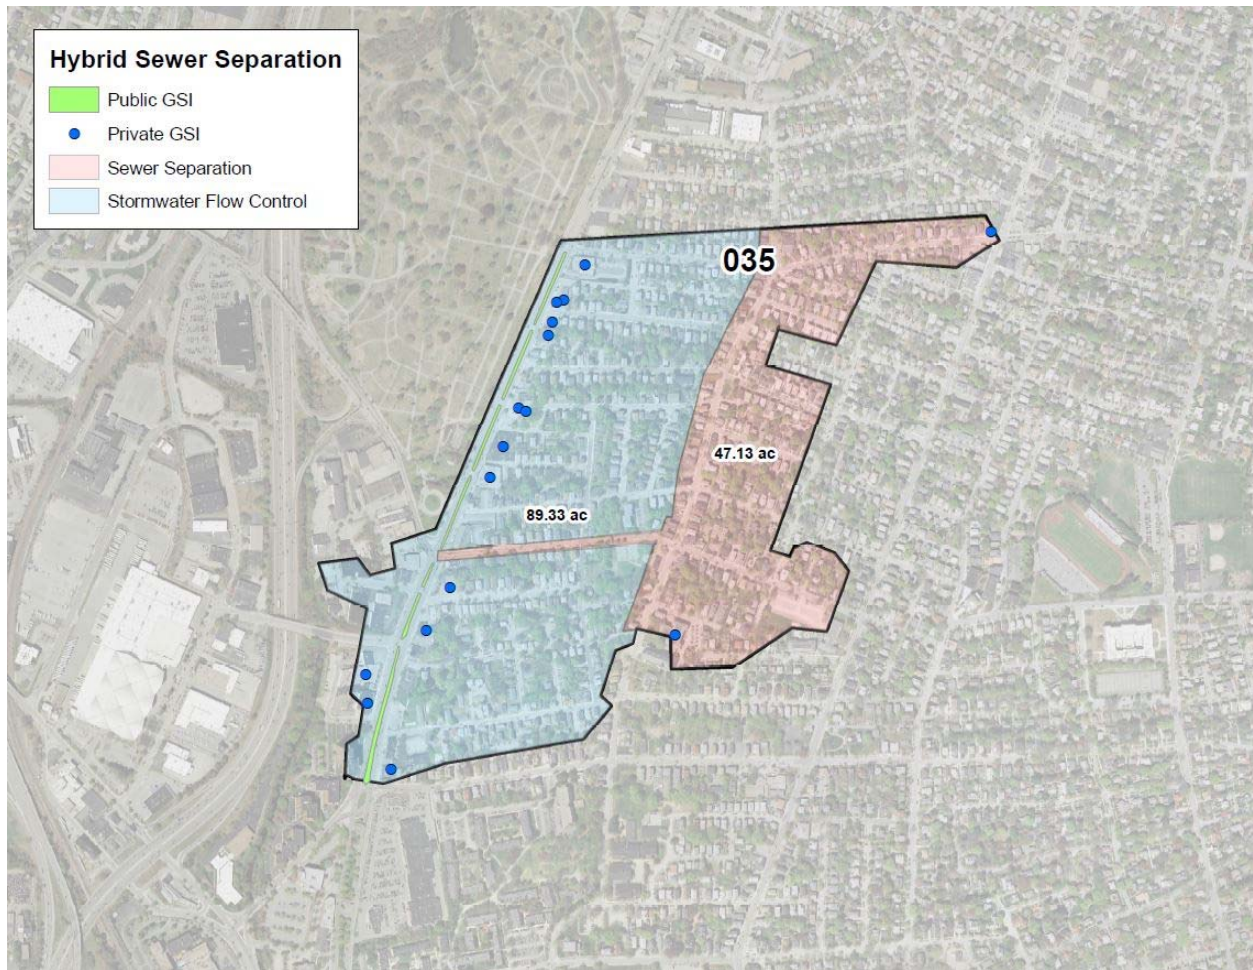 Hybrid Sewer Separation
Public GSI
Private GSI
Sewer Separation
Stormwater Flow Control
035
47.13 ac
89.33 ac